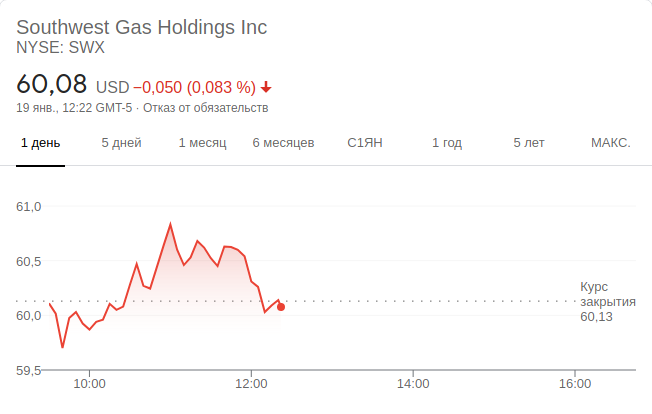 Southwest Gas Holdings Inc
NYSE: SWX
60,08 USD −0,050 (0,083 %)
19 янв., 12:22 GMT-5 · Отказ от обязательств
1 день 5 дней 1 месяц 6 месяцев С1ЯН 1 год 5 лет МАКС.
61,0
60,5
Курс
закрытия
60,13
60,0
59,5
10:00 12:00 14:00 16:00